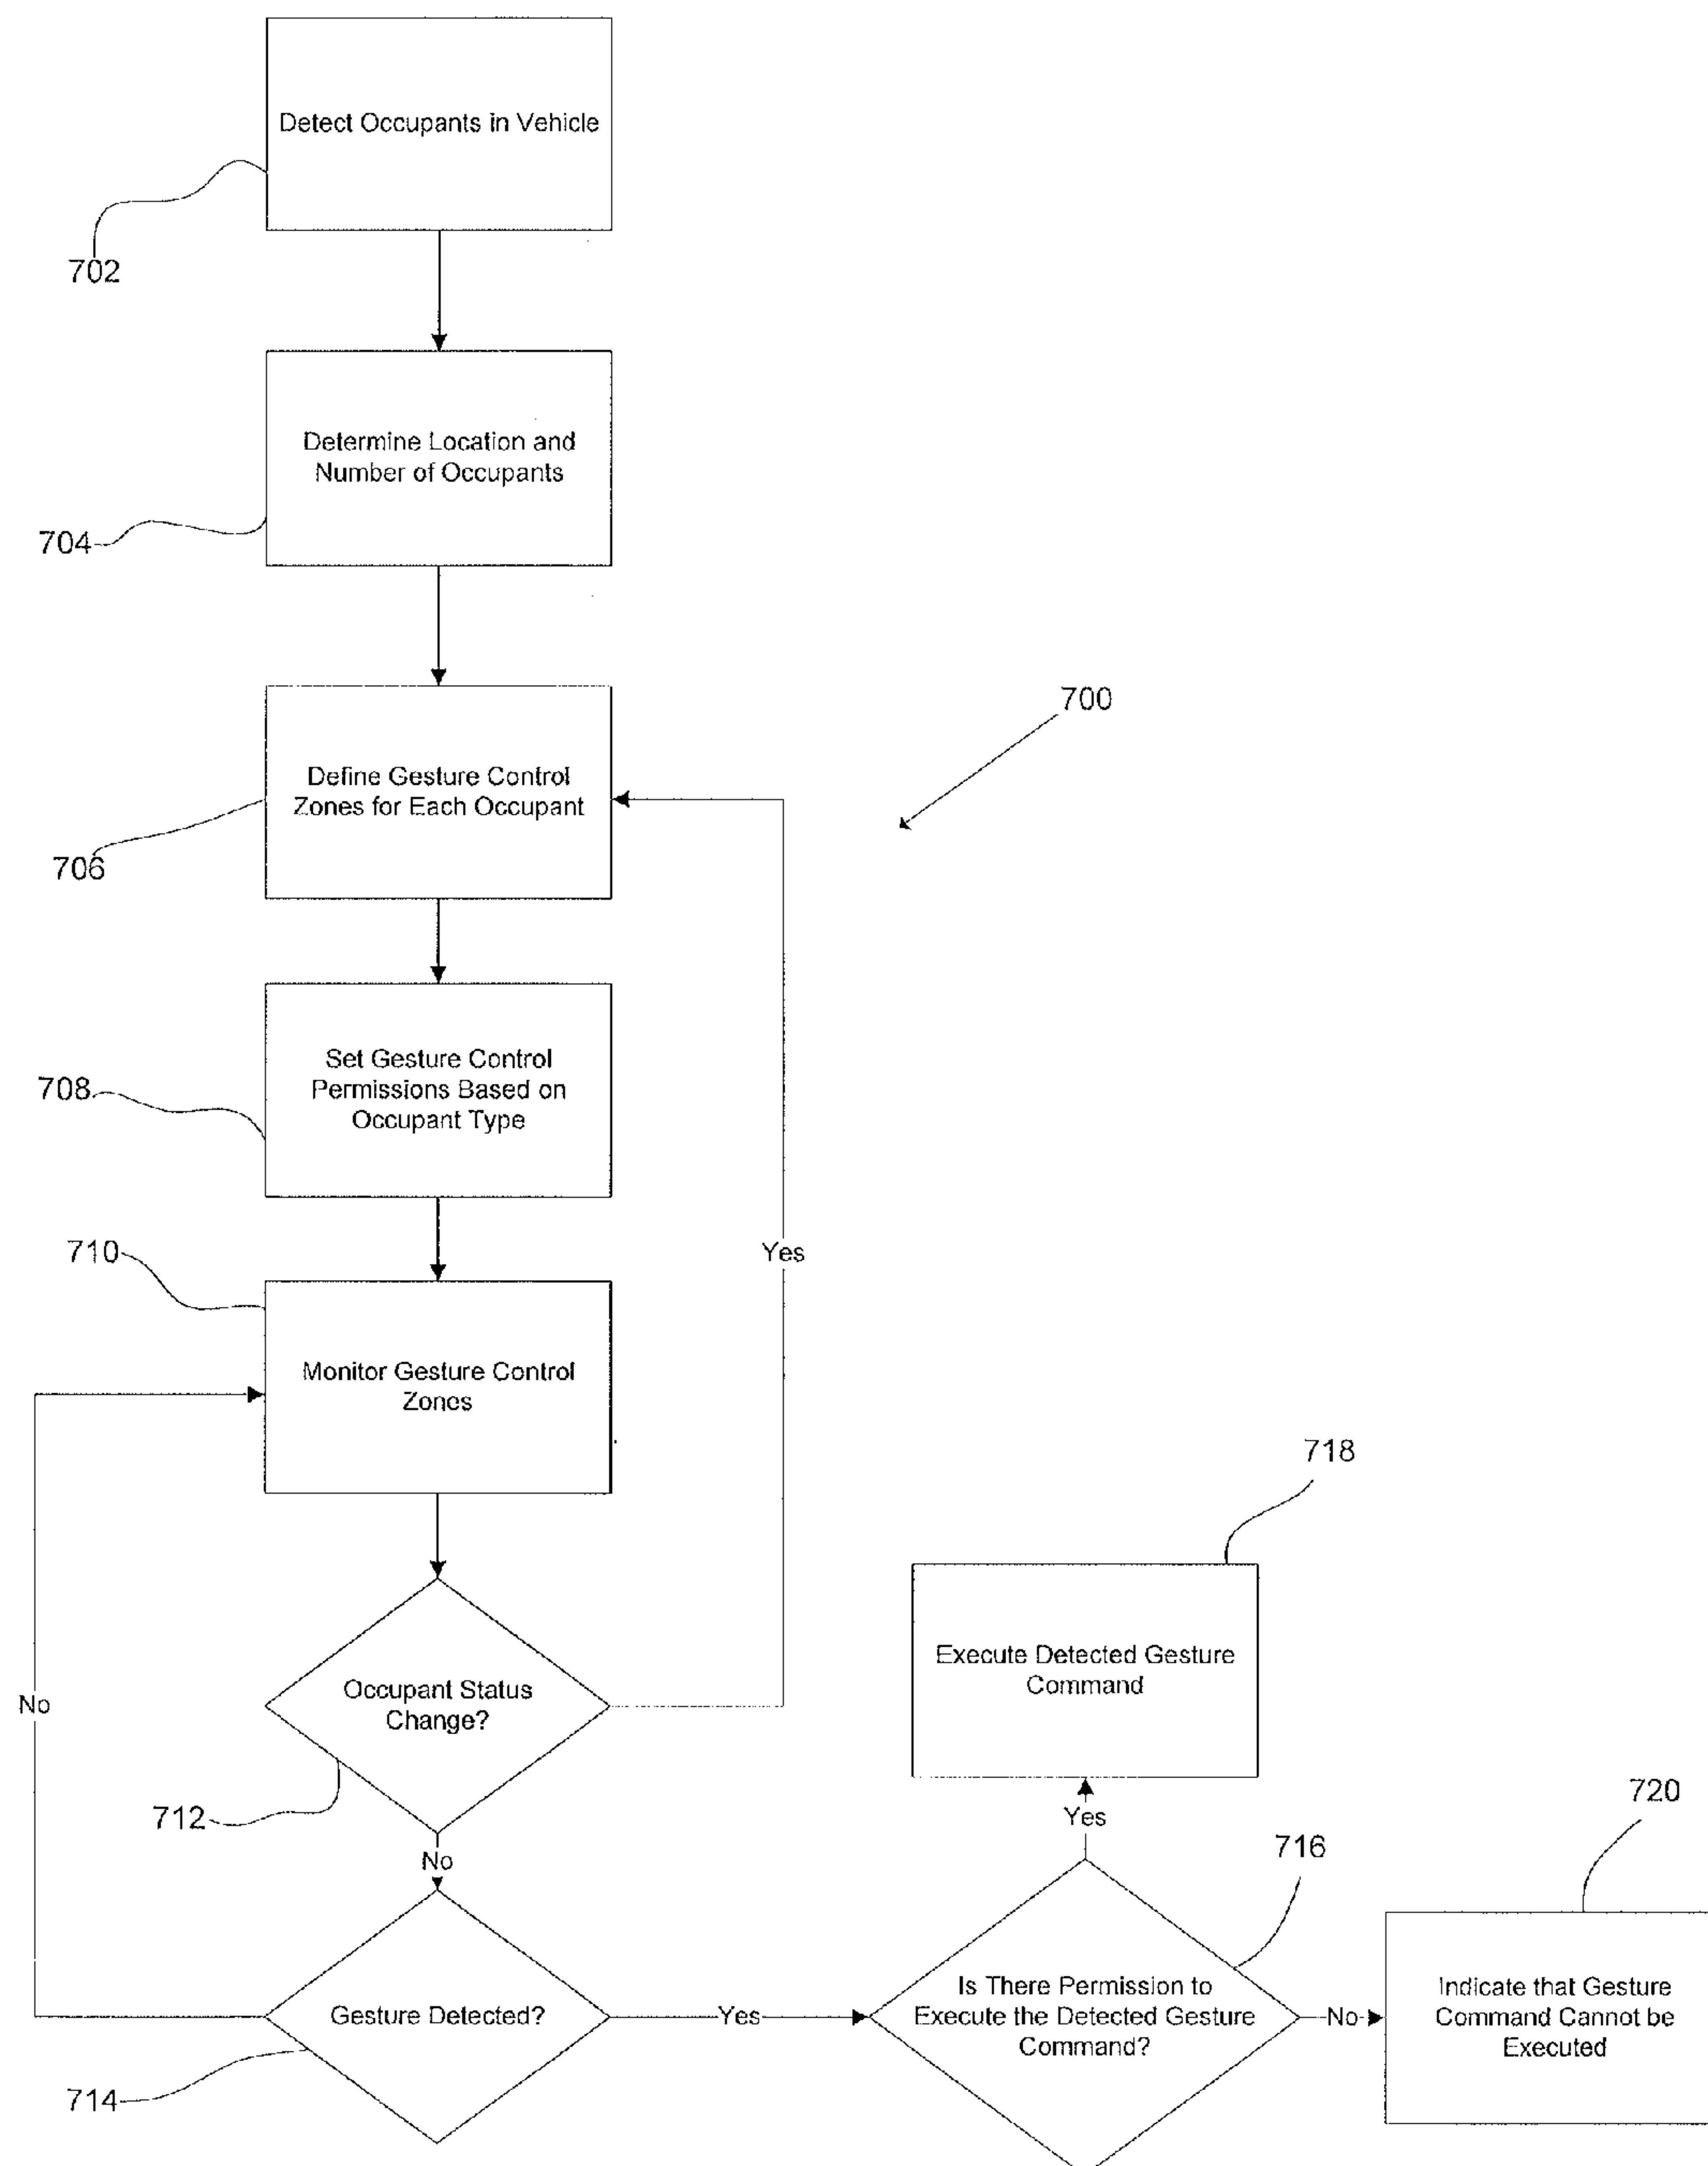 Detect Occupants in Vehicle
702
Determine Location and
Number of Occupants
704
Define Gesture Control
Zones for Each Occupant
706
700
Set Gesture Control
Permissions Based on
Occupant Type
708
Yes
710
Monitor Gesture Control
Zones
No
Occupant Status
Change?
712
No
Gesture Detected?
714
Yes
718
Execute Detected Gesture
Command
Yes
716
Is There Permission to
Execute the Detected Gesture
Command?
No
720
Indicate that Gesture
Command Cannot be
Executed